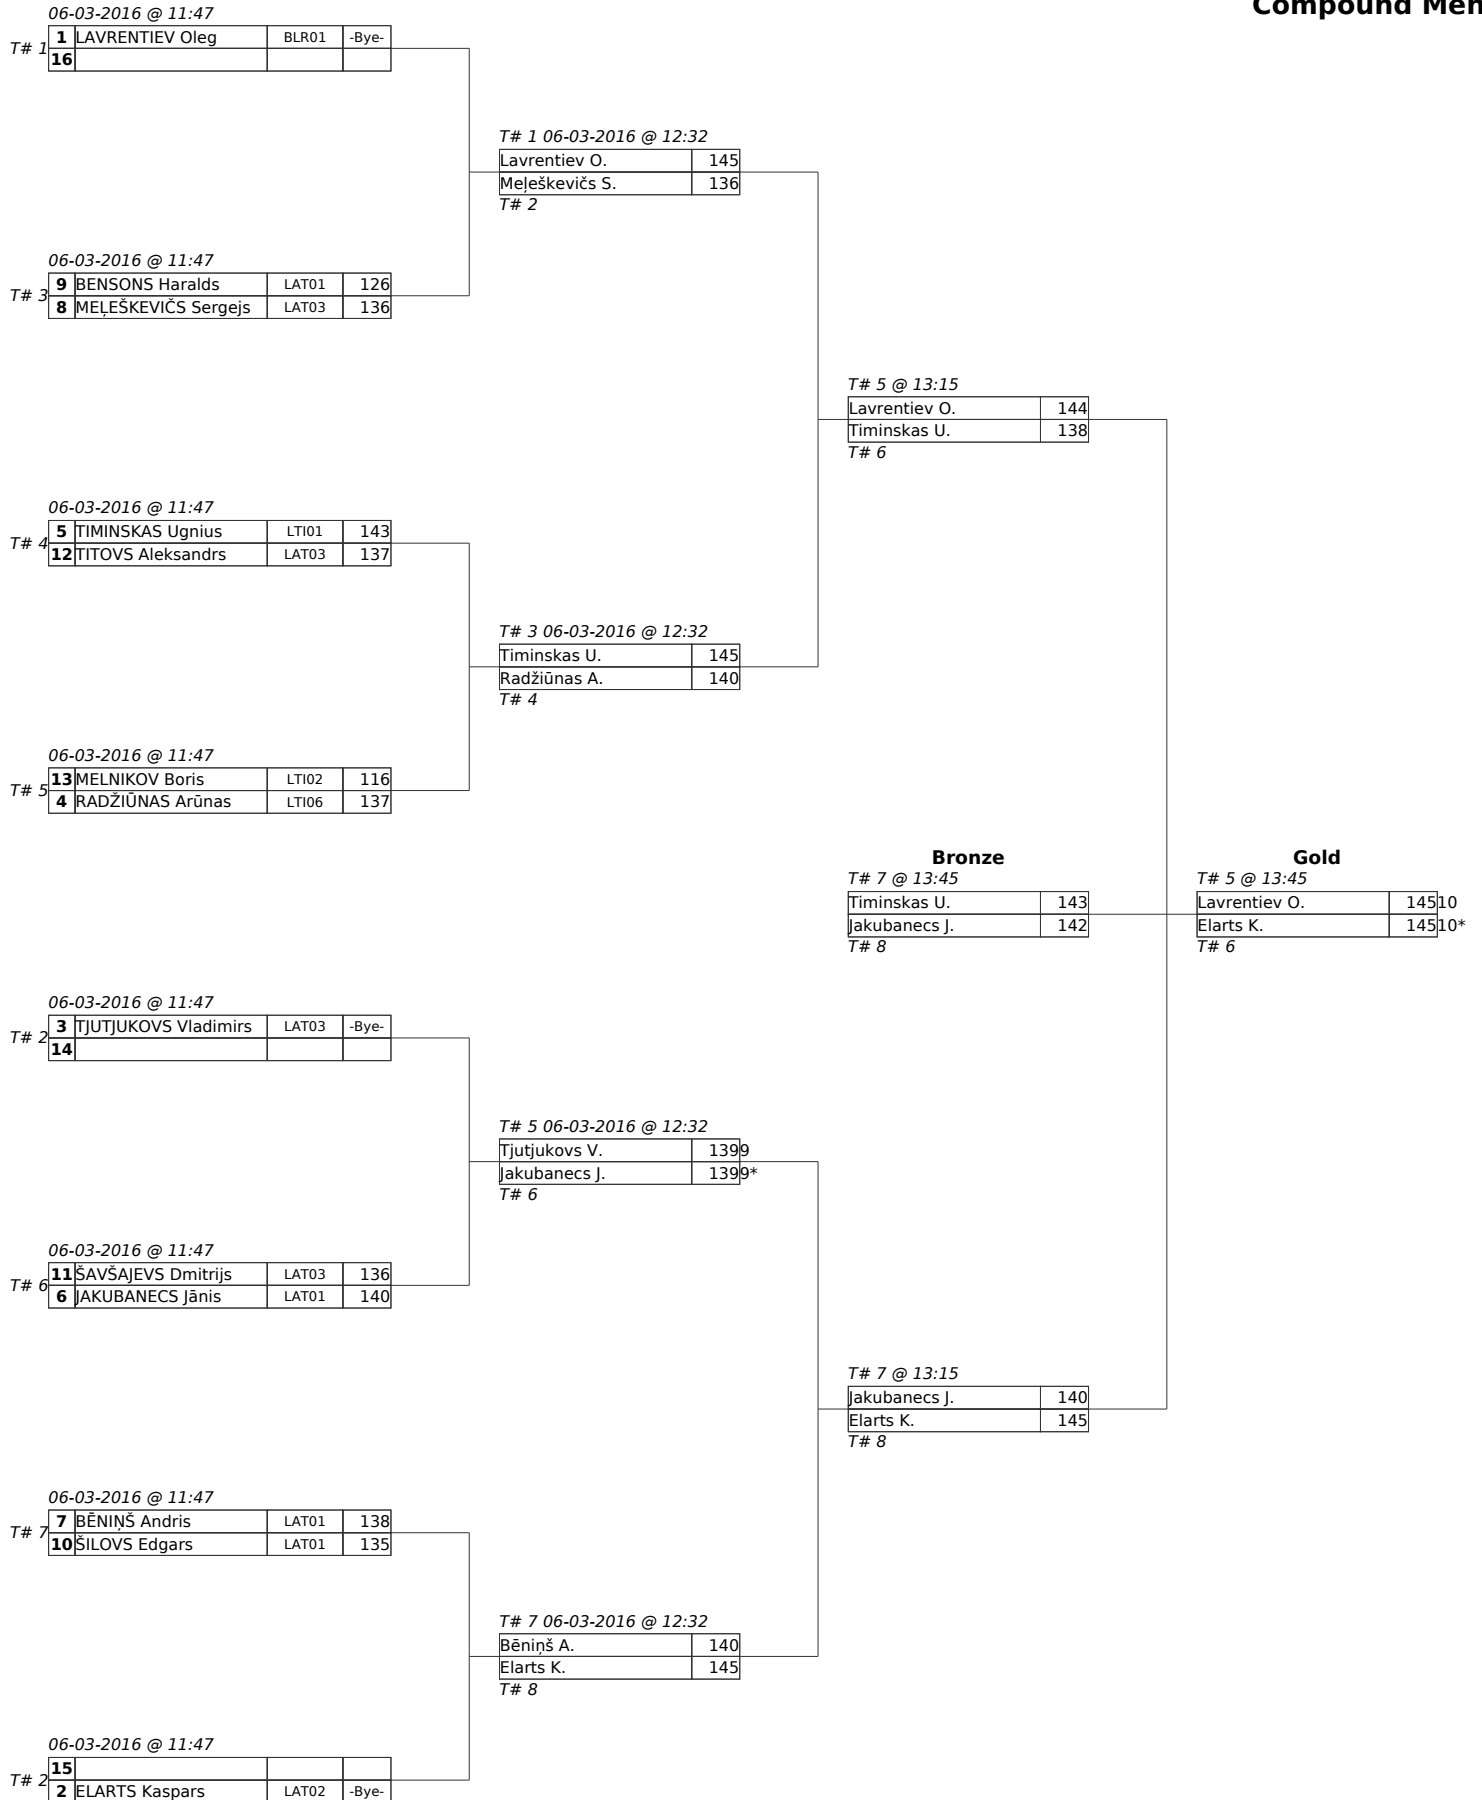 Compound Men
06-03-2016 @ 11:47
T# 1
1 LAVRENTIEV Oleg BLR01 -Bye-
16
T# 1 06-03-2016 @ 12:32
Lavrentiev O. 145
Meļeškevičs S. 136
T# 2
06-03-2016 @ 11:47
T# 3
9 BENSONS Haralds LAT01 126
8 MEĻEŠKEVIČS Sergejs LAT03 136
T# 5 @ 13:15
Lavrentiev O. 144
Timinskas U. 138
T# 6
06-03-2016 @ 11:47
T# 4
5 TIMINSKAS Ugnius LTI01 143
12 TITOVS Aleksandrs LAT03 137
T# 3 06-03-2016 @ 12:32
Timinskas U. 145
Radžiūnas A. 140
T# 4
06-03-2016 @ 11:47
T# 5
13 MELNIKOV Boris LTI02 116
4 RADŽIŪNAS Arūnas LTI06 137
Bronze
T# 7 @ 13:45
Timinskas U. 143
Jakubanecs J. 142
T# 8
Gold
T# 5 @ 13:45
Lavrentiev O. 145 10
Elarts K. 145 10*
T# 6
06-03-2016 @ 11:47
T# 2
3 TJUTJUKOVS Vladimirs LAT03 -Bye-
14
T# 5 06-03-2016 @ 12:32
Tjutjukovs V. 139 9
Jakubanecs J. 139 9*
T# 6
06-03-2016 @ 11:47
T# 6
11 ŠAVŠAJEVS Dmitrijs LAT03 136
6 JAKUBANECS Jānis LAT01 140
T# 7 @ 13:15
Jakubanecs J. 140
Elarts K. 145
T# 8
06-03-2016 @ 11:47
T# 7
7 BĒNIŅŠ Andris LAT01 138
10 ŠILOVS Edgars LAT01 135
T# 7 06-03-2016 @ 12:32
Bēniņš A. 140
Elarts K. 145
T# 8
06-03-2016 @ 11:47
T# 2
15
2 ELARTS Kaspars LAT02 -Bye-